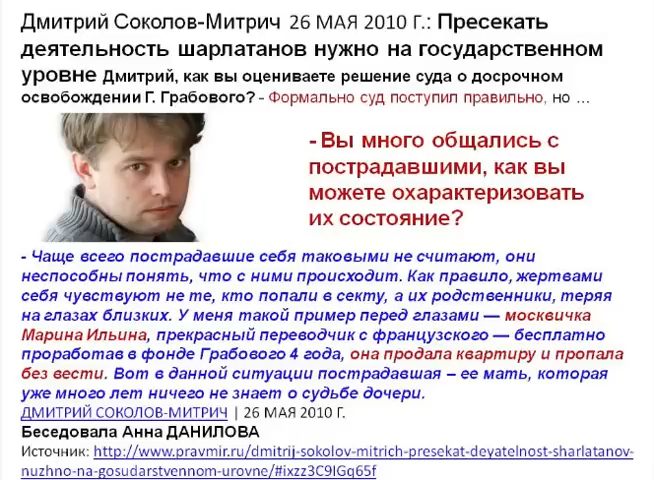 Дмитрий Соколов-Митрич 26 МАЯ 2010 Г.: Пресекать
деятельность шарлатанов нужно на государственном
уровне Дмитрий, как вы оцениваете решение суда о досрочном
освобождении Г. Грабового? - Формально суд поступил правильно, но ...
- Вы много общались с
пострадавшими, как вы
можете охарактеризовать
их состояние?
- Чаще всего пострадавшие себя таковыми не считают, они
неспособны понять, что с ними происходит. Как правило, жертвами
себя чувствуют не те, кто попали в секту, а их родственники, теряя
на глазах близких. У меня такой пример перед глазами — москвичка
Марина Ильина, прекрасный переводчик с французского — бесплатно
проработав в фонде Грабового 4 года, она продала квартиру и пропала
без вести. Вот в данной ситуации пострадавшая – ее мать, которая
уже много лет ничего не знает о судьбе дочери.
ДМИТРИЙ СОКОЛОВ-МИТРИЧ | 26 МАЯ 2010 Г.
Беседовала Анна ДАНИЛОВА
Источник: http://www.pravmir.ru/dmitrij-sokolov-mitrich-presekat-deyatelnost-sharlatanov-
nuzhno-na-gosudarstvennom-urovne/#ixzz3C9IGq65f